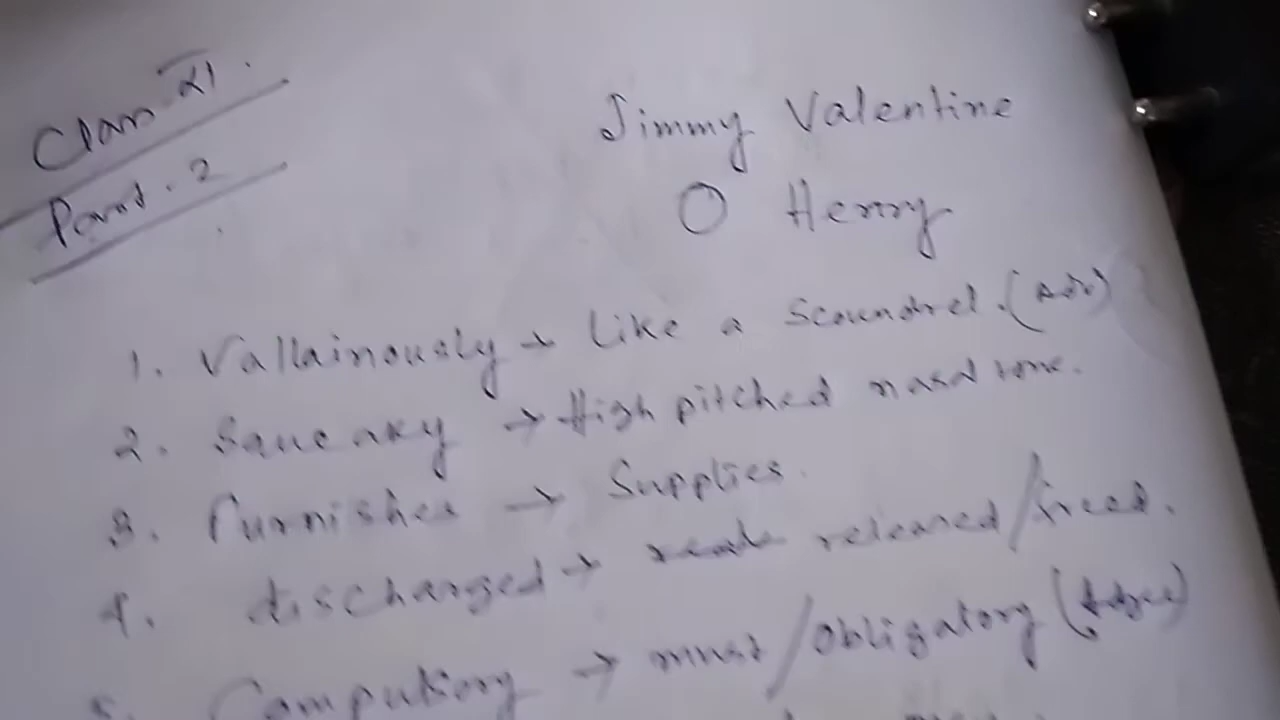 Class XI.
Part. 2
Jimmy Valentine
O Henry
1. Vallainously → Like a Scoundrel. (Adv)
2. Squeaky → High pitched nasal tone.
3. Furnishes → Supplies.
4. discharged → released/freed.
5. Compulsory → must/obligatory